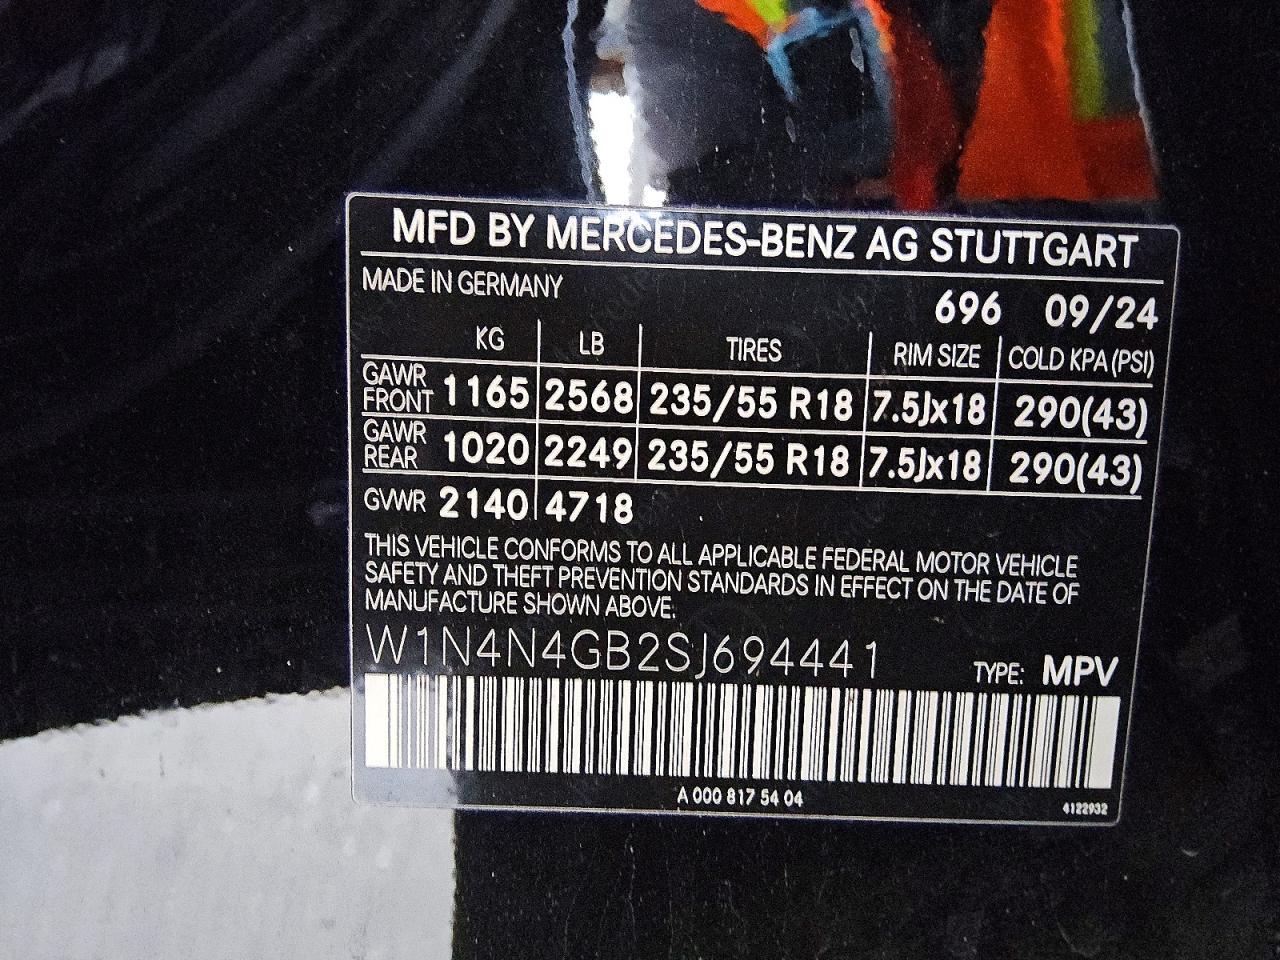 MFD BY MERCEDES-BENZ AG STUTTGART
MADE IN GERMANY
696 09/24
KG LB TIRES RIM SIZE COLD KPA (PSI)
GAWR FRONT 1165 2568 235/55 R18 7.5Jx18 290(43)
GAWR REAR 1020 2249 235/55 R18 7.5Jx18 290(43)
GVWR 2140 4718
THIS VEHICLE CONFORMS TO ALL APPLICABLE FEDERAL MOTOR VEHICLE
SAFETY AND THEFT PREVENTION STANDARDS IN EFFECT ON THE DATE OF
MANUFACTURE SHOWN ABOVE.
W1N4N4GB2SJ694441 TYPE: MPV
A 000 817 54 04
4122932